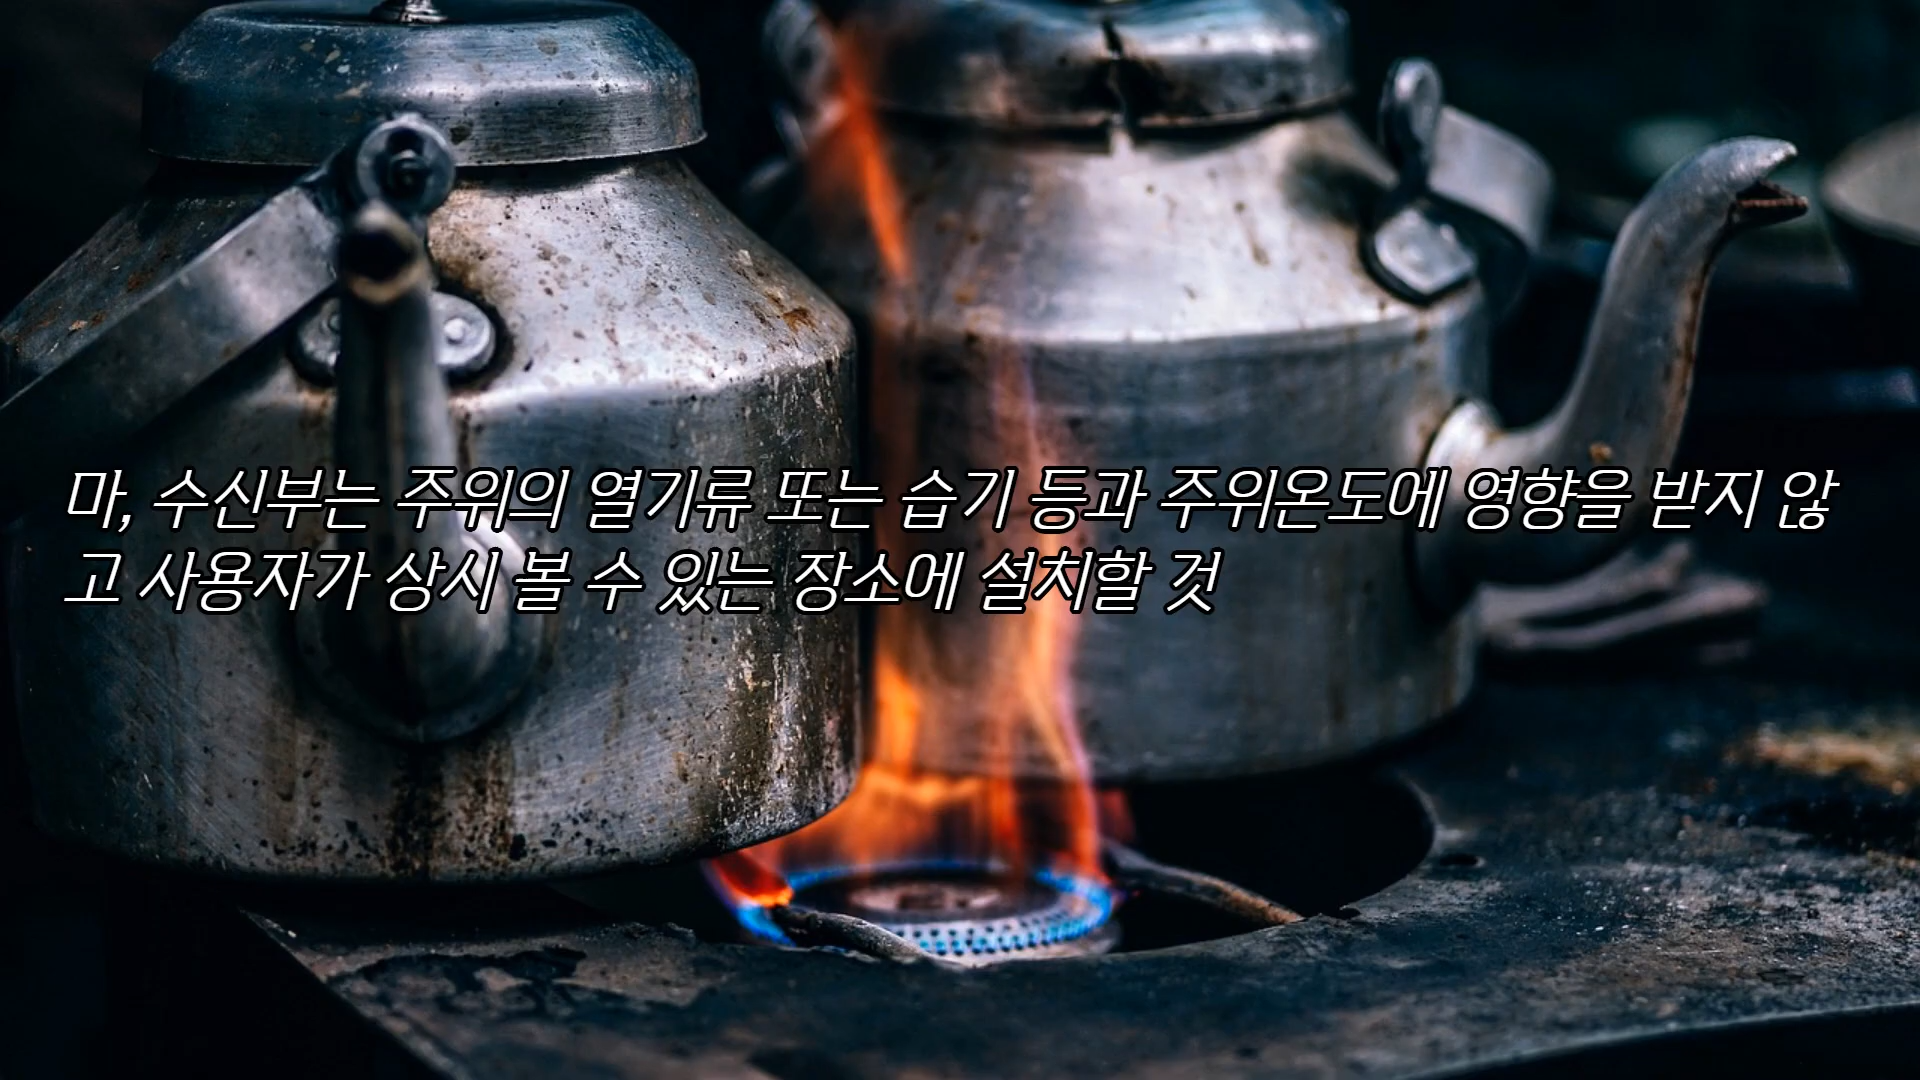 마, 수신부는 주위의 열기류 또는 습기 등과 주위온도에 영향을 받지 않
고 사용자가 상시 볼 수 있는 장소에 설치할 것